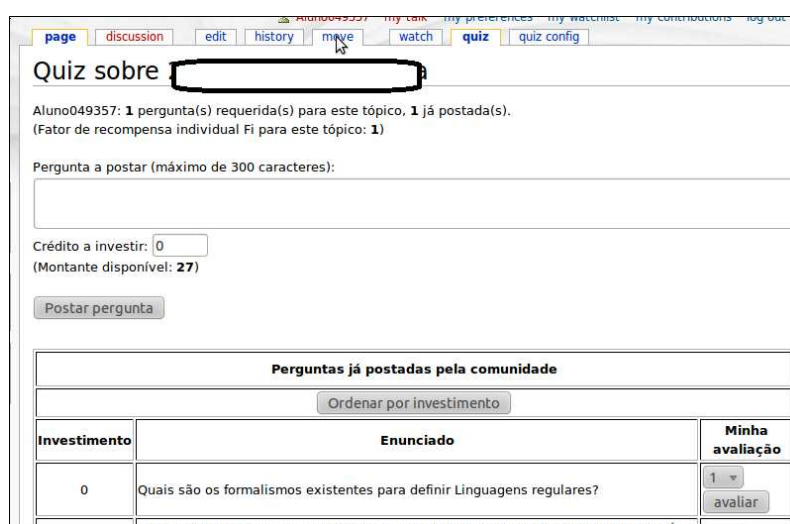 Aluno049357 my talk my preferences my watchlist my contributions log out
page discussion edit history move watch quiz quiz config
Quiz sobre
Aluno049357: 1 pergunta(s) requerida(s) para este tópico, 1 já postada(s).
(Fator de recompensa individual Fi para este tópico: 1)
Pergunta a postar (máximo de 300 caracteres):
Crédito a investir: 0
(Montante disponível: 27)
Postar pergunta
Perguntas já postadas pela comunidade
Ordenar por investimento
Investimento Enunciado Minha avaliação
0 Quais são os formalismos existentes para definir Linguagens regulares? 1
avaliar